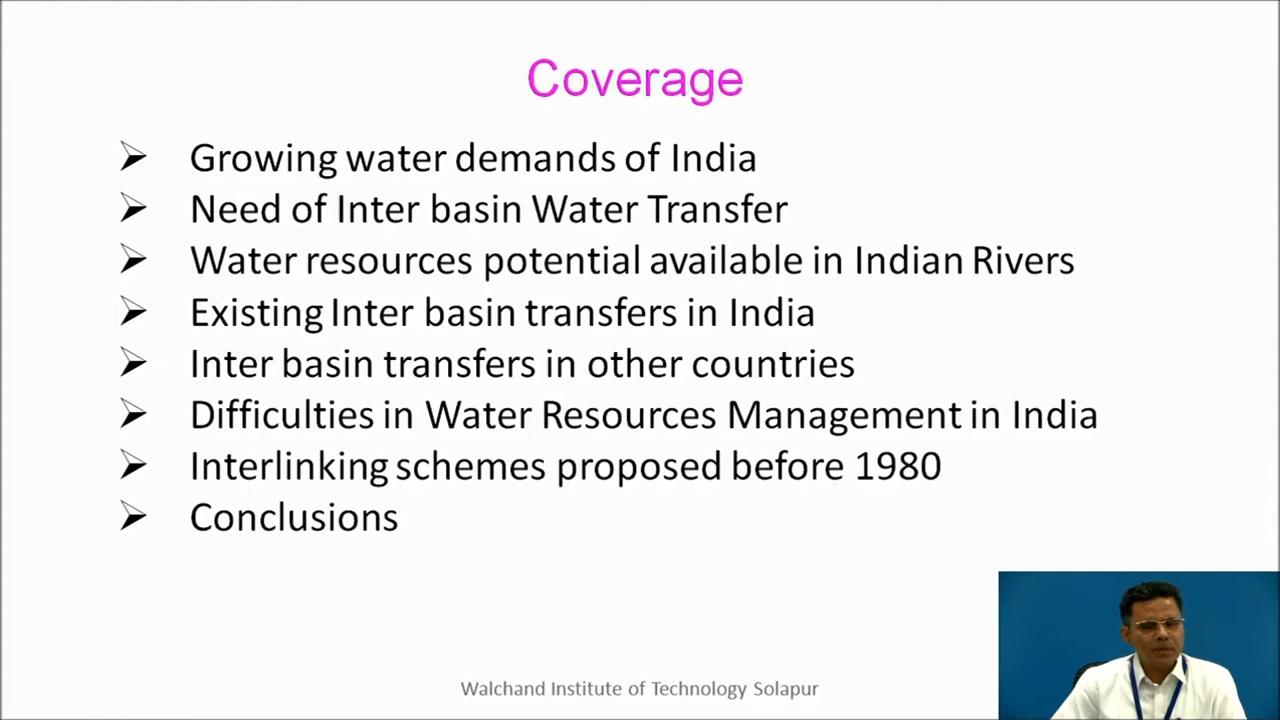 Coverage
Growing water demands of India
Need of Inter basin Water Transfer
Water resources potential available in Indian Rivers
Existing Inter basin transfers in India
Inter basin transfers in other countries
Difficulties in Water Resources Management in India
Interlinking schemes proposed before 1980
Conclusions
Walchand Institute of Technology Solapur